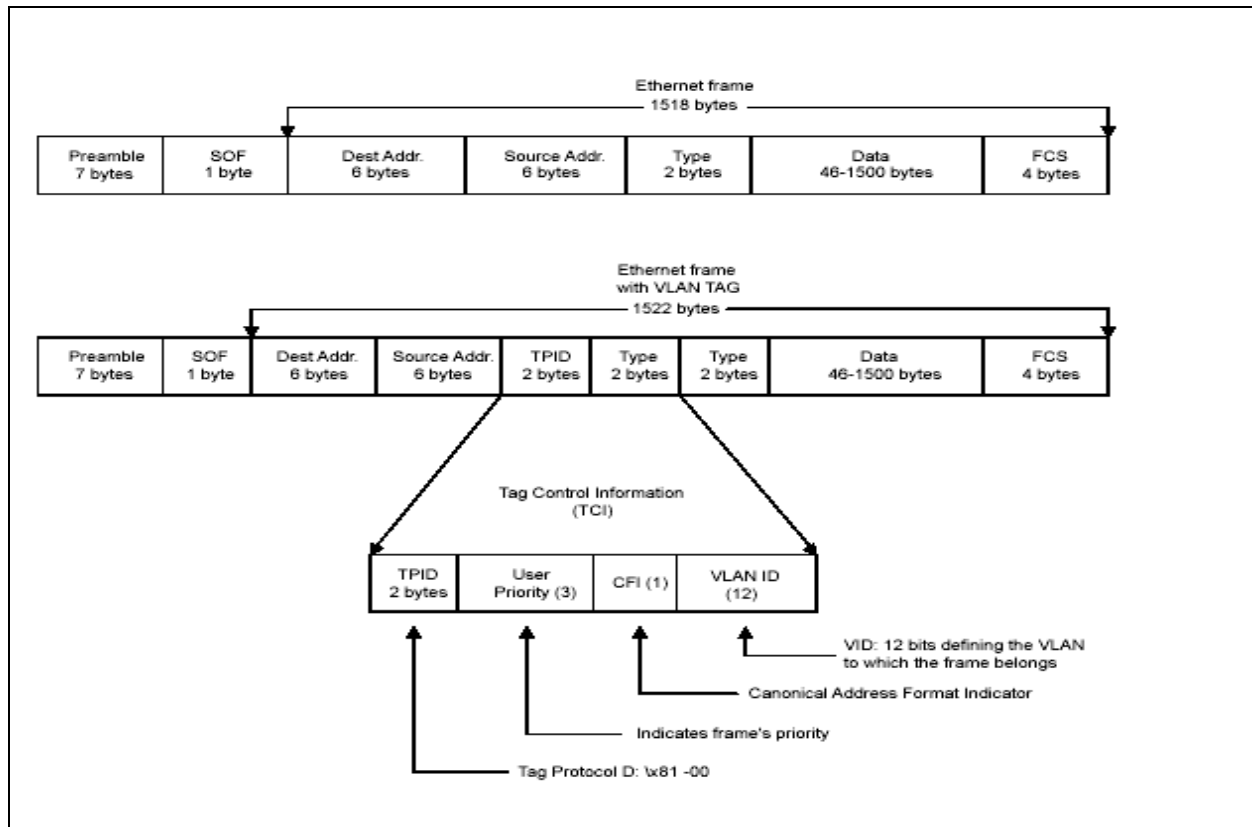 Ethernet frame
1518 bytes
Preamble
7 bytes
SOF
1 byte
Dest Addr.
6 bytes
Source Addr.
6 bytes
Type
2 bytes
Data
46-1500 bytes
FCS
4 bytes
Ethernet frame
with VLAN TAG
1522 bytes
Preamble
7 bytes
SOF
1 byte
Dest Addr.
6 bytes
Source Addr.
6 bytes
TPID
2 bytes
Type
2 bytes
Type
2 bytes
Data
46-1500 bytes
FCS
4 bytes
Tag Control Information
(TCI)
TPID
2 bytes
User
Priority (3)
CFI (1)
VLAN ID
(12)
VID: 12 bits defining the VLAN
to which the frame belongs
Canonical Address Format Indicator
Indicates frame's priority
Tag Protocol D: \x81 -00